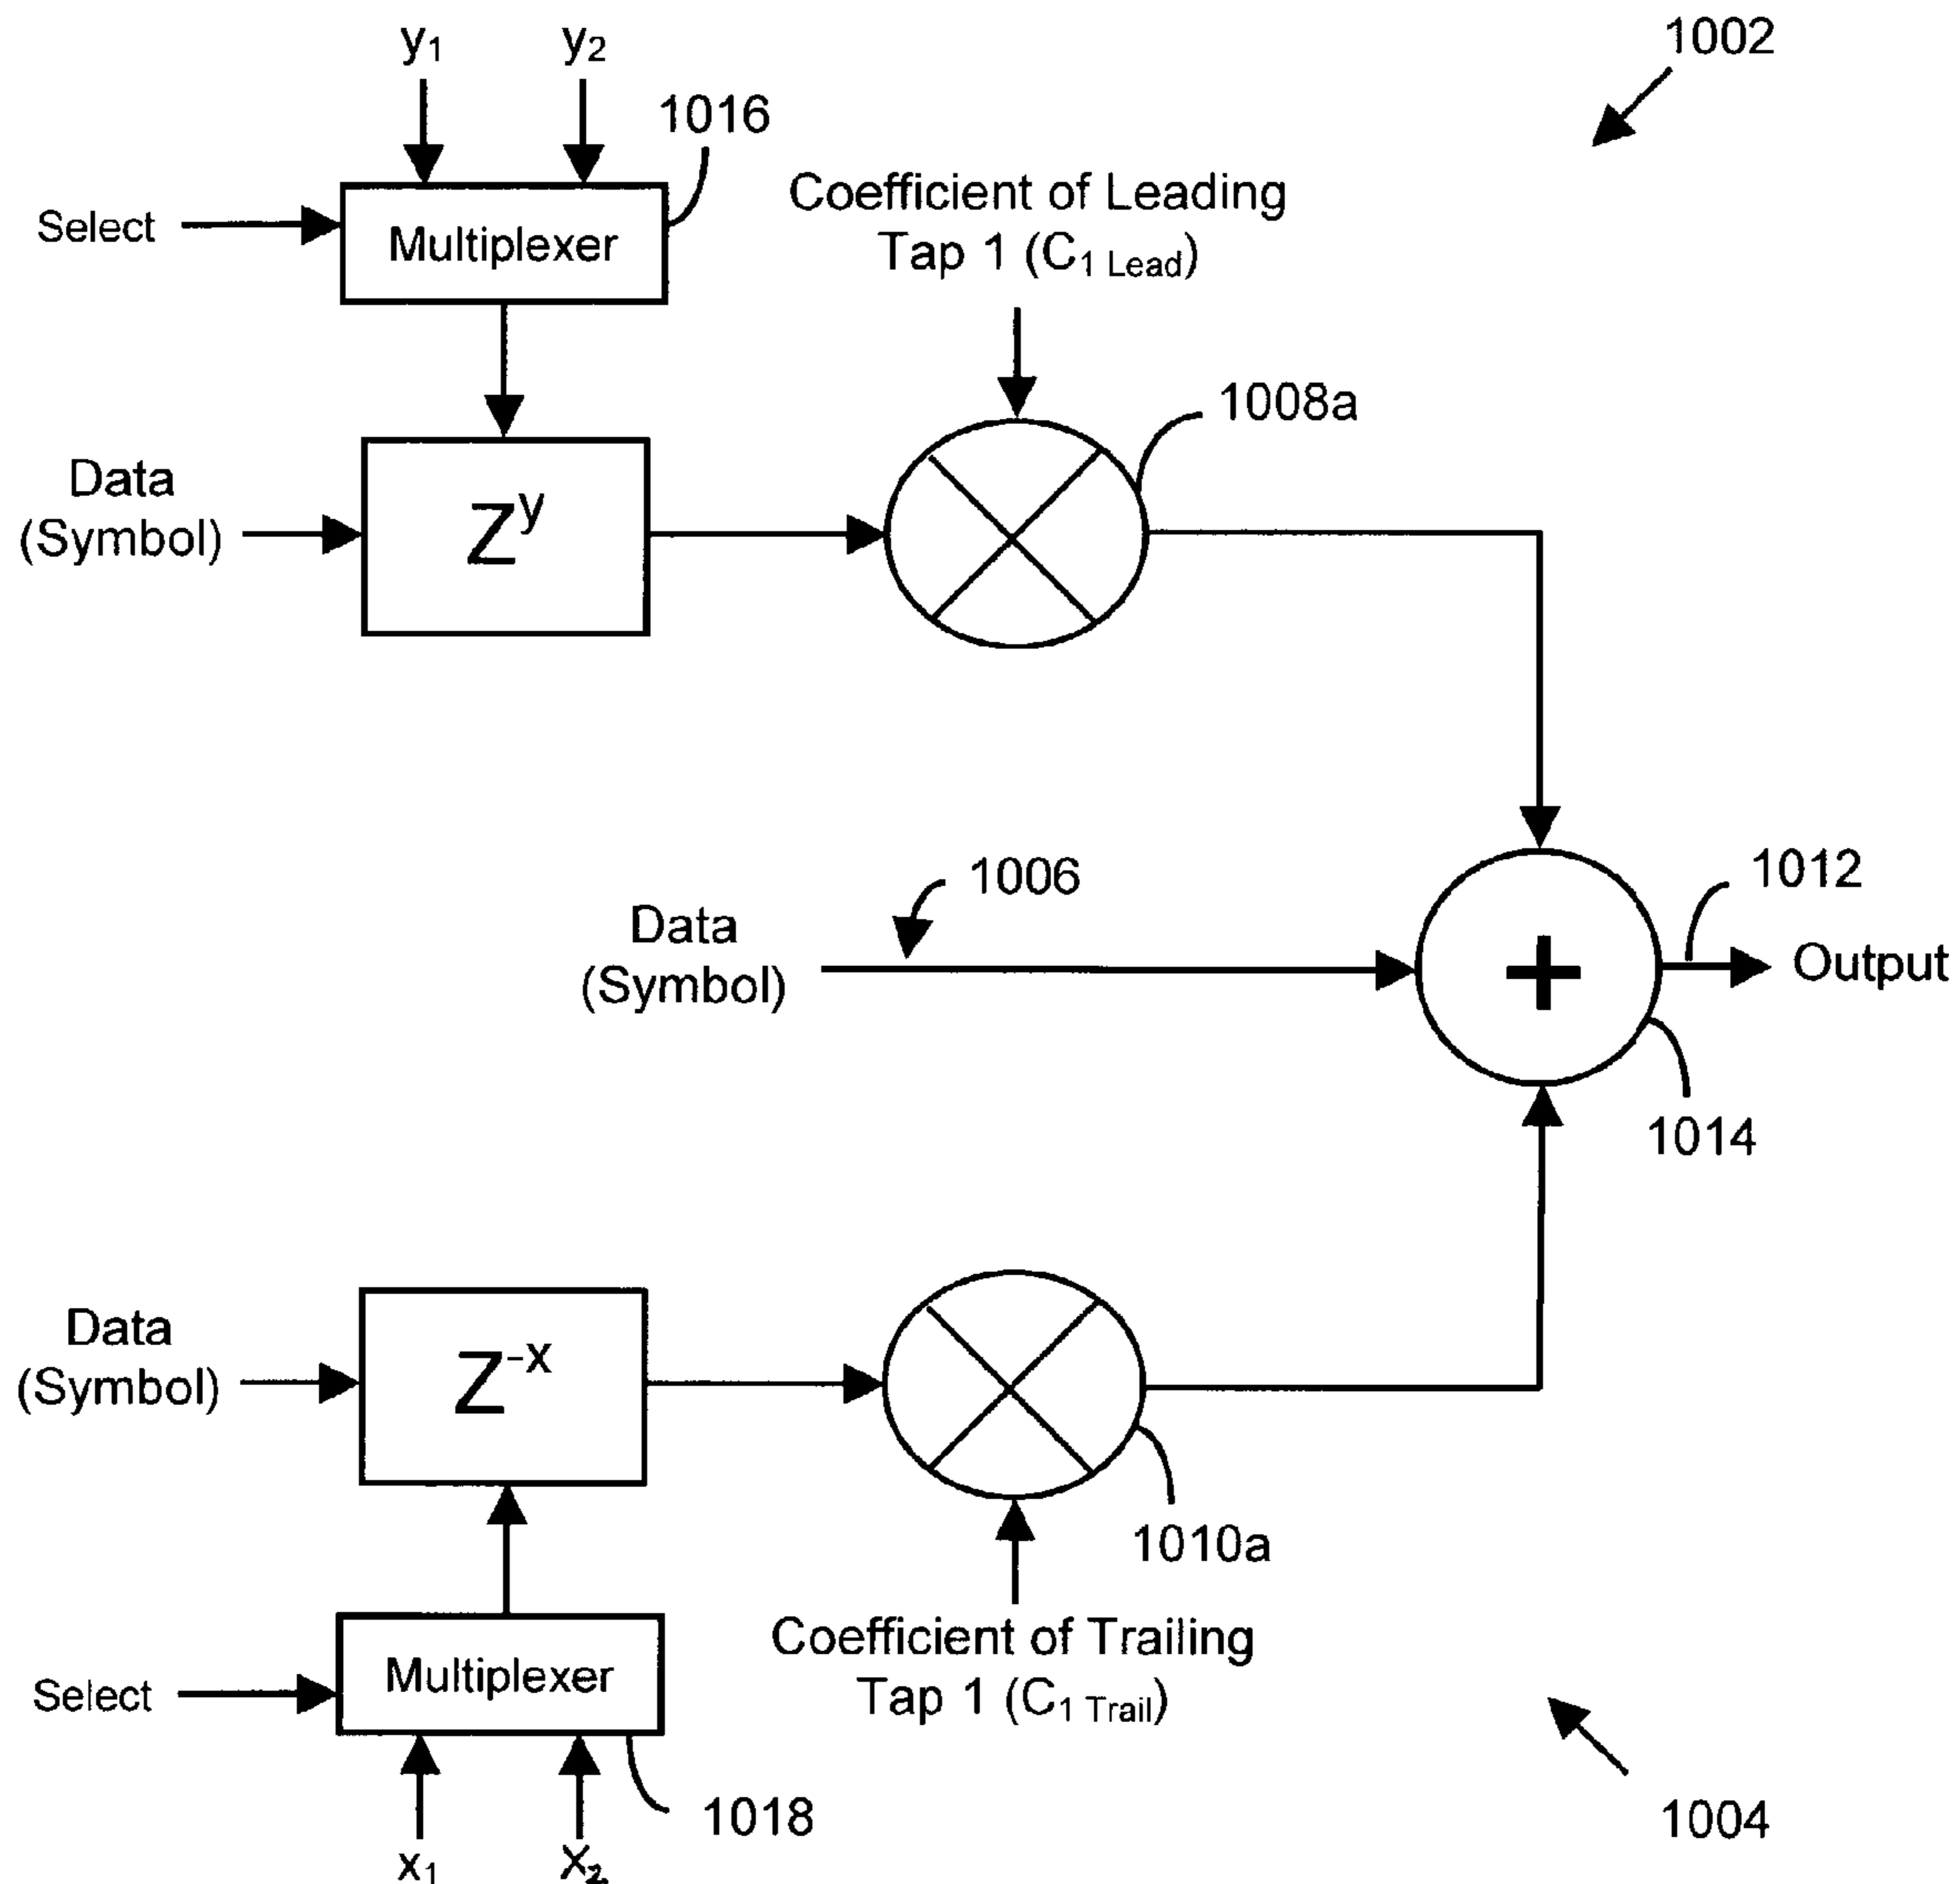 y1 y2
1002
1016
Select
Multiplexer
Coefficient of Leading
Tap 1 (C1 Lead)
1008a
Data
(Symbol)
Zy
1006
1012
Data
(Symbol)
+
Output
1014
Data
(Symbol)
Z-x
1010a
Select
Multiplexer
Coefficient of Trailing
Tap 1 (C1 Trail)
1018
1004
x1 x2